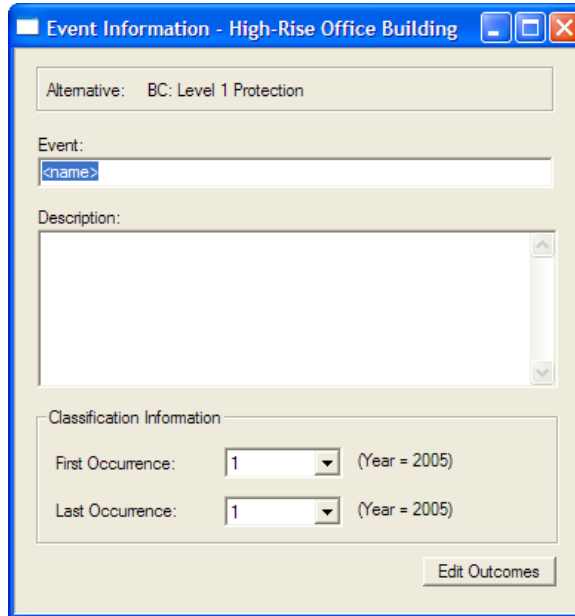 Event Information - High-Rise Office Building
Alternative: BC: Level 1 Protection
Event:
<name>
Description:
Classification Information
First Occurrence: 1 (Year = 2005)
Last Occurrence: 1 (Year = 2005)
Edit Outcomes